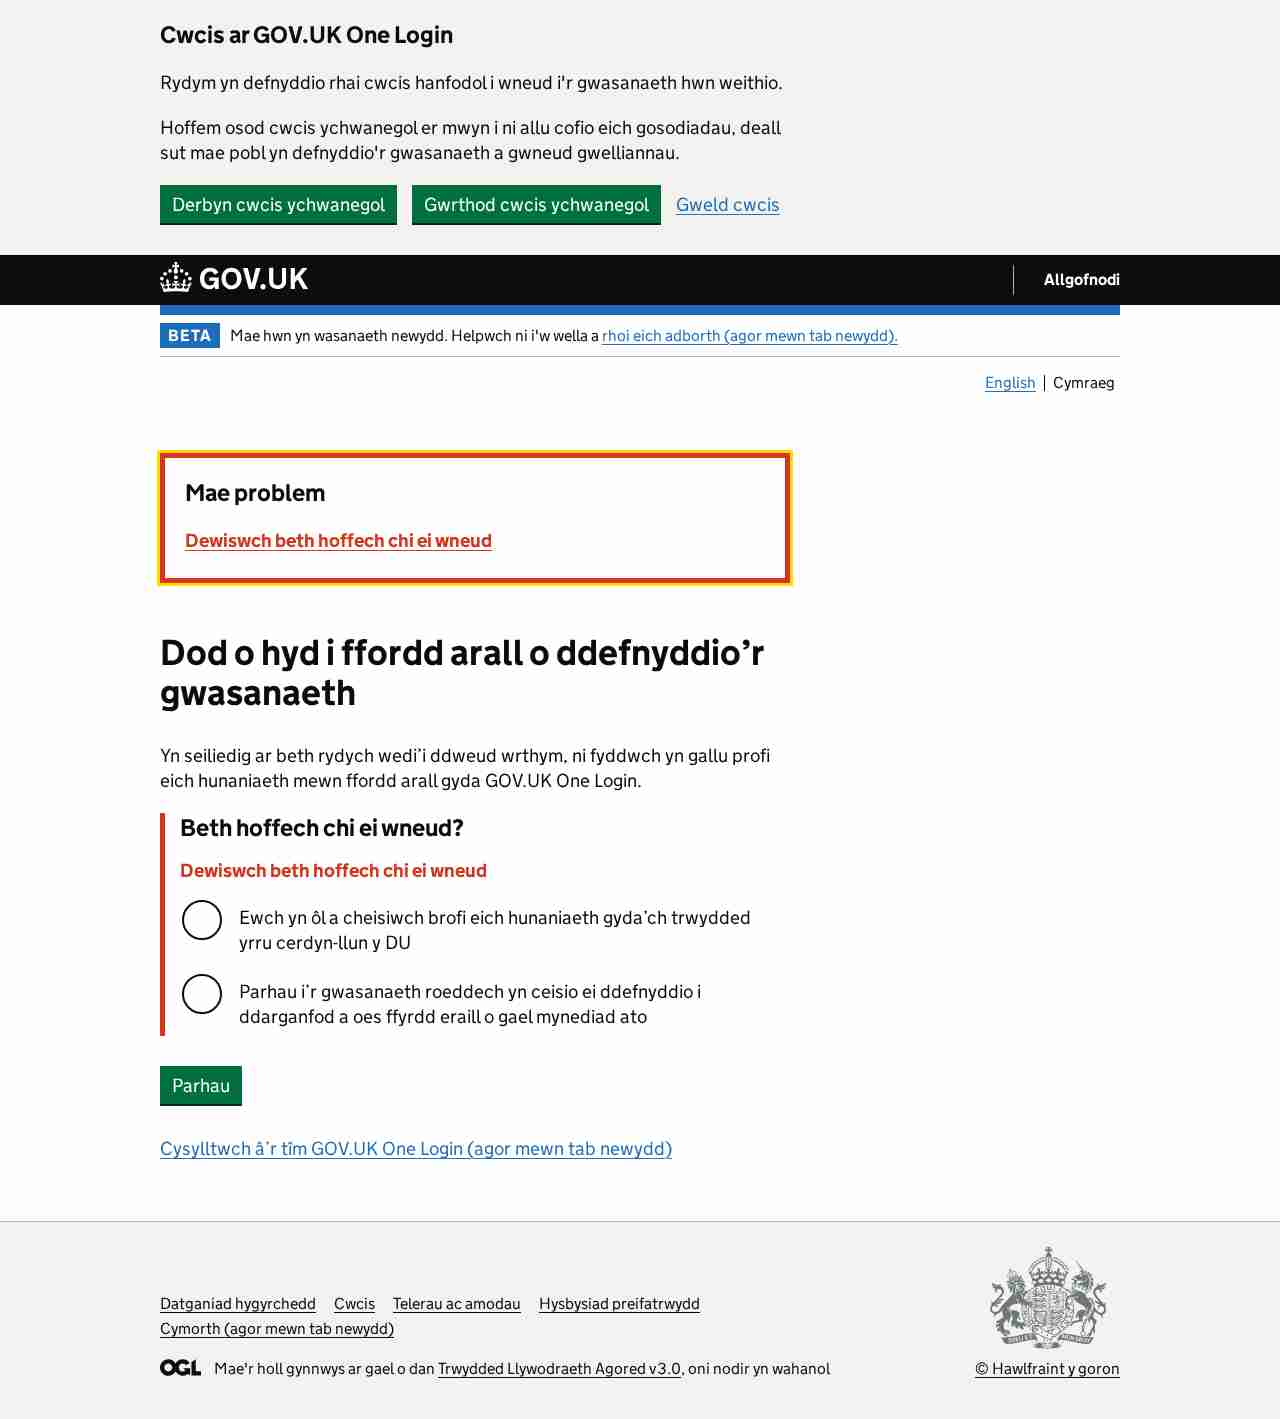 Cwcis ar GOV.UK One Login
Rydym yn defnyddio rhai cwcis hanfodol i wneud i'r gwasanaeth hwn weithio.
Hoffem osod cwcis ychwanegol er mwyn i ni allu cofio eich gosodiadau, deall
sut mae pobl yn defnyddio'r gwasanaeth a gwneud gwelliannau.
Derbyn cwcis ychwanegol Gwrthod cwcis ychwanegol Gweld cwcis
GOV.UK Allgofnodi
BETA Mae hwn yn wasanaeth newydd. Helpwch ni i'w wella a rhoi eich adborth (agor mewn tab newydd).
English Cymraeg
Mae problem
Dewiswch beth hoffech chi ei wneud
Dod o hyd i ffordd arall o ddefnyddio’r
gwasanaeth
Yn seiliedig ar beth rydych wedi’i ddweud wrthym, ni fyddwch yn gallu profi
eich hunaniaeth mewn ffordd arall gyda GOV.UK One Login.
Beth hoffech chi ei wneud?
Dewiswch beth hoffech chi ei wneud
Ewch yn ôl a cheisiwch brofi eich hunaniaeth gyda’ch trwydded
yrru cerdyn-llun y DU
Parhau i’r gwasanaeth roeddech yn ceisio ei ddefnyddio i
ddarganfod a oes ffyrdd eraill o gael mynediad ato
Parhau
Cysylltwch â’r tîm GOV.UK One Login (agor mewn tab newydd)
Datganiad hygyrchedd Cwcis Telerau ac amodau Hysbysiad preifatrwydd
Cymorth (agor mewn tab newydd)
OGL Mae'r holl gynnwys ar gael o dan Trwydded Llywodraeth Agored v3.0, oni nodir yn wahanol
© Hawlfraint y goron